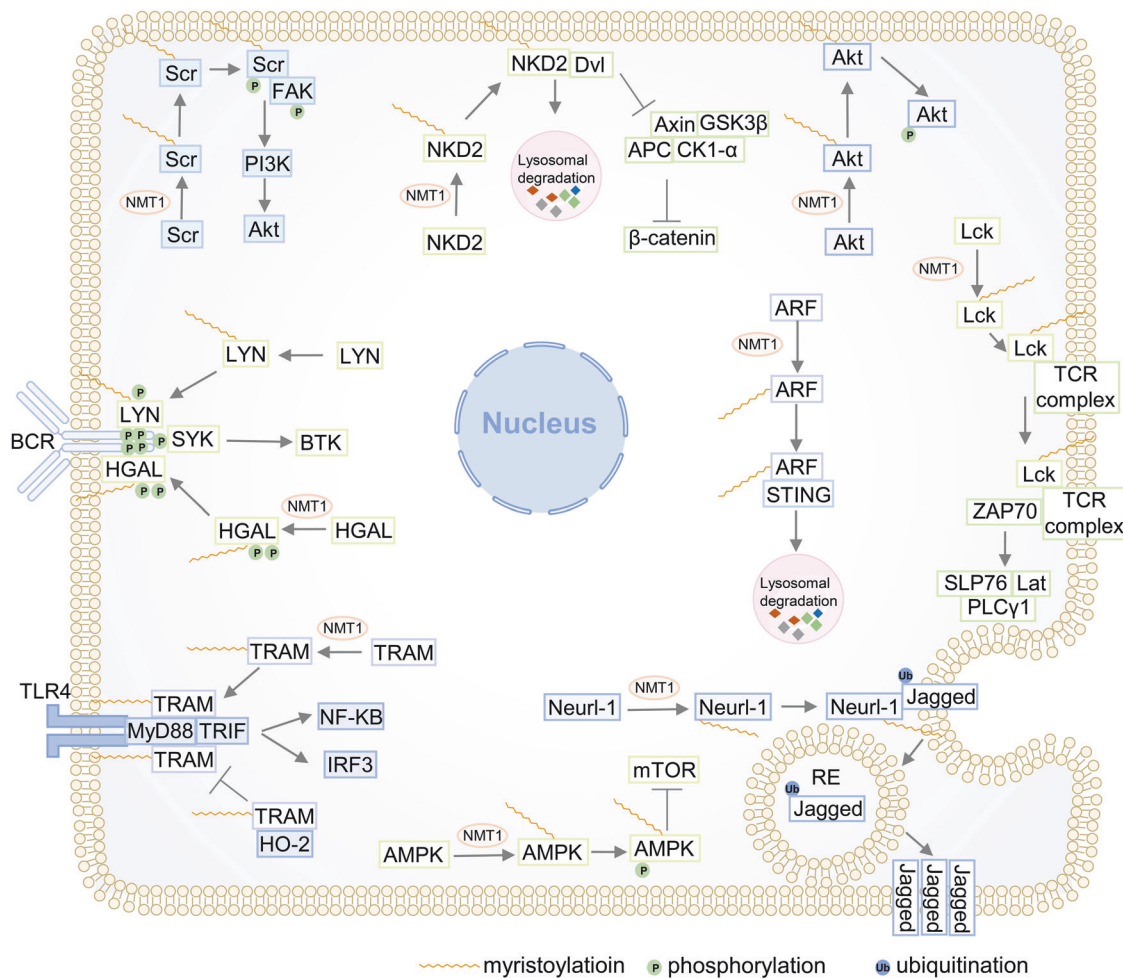 Scr
Scr
P
FAK
P
Scr
NMT1
Scr
PI3K
Akt
NKD2 Dvl
NKD2
NMT1
NKD2
Lysosomal
degradation
Axin GSK3β
APC CK1-α
β-catenin
Akt
Akt
P
Akt
NMT1
Akt
Lck
NMT1
Lck
Lck
TCR
complex
Lck
ZAP70
TCR
complex
SLP76 Lat
PLCγ1
LYN
LYN
P
LYN
BCR
P P
P P
P
SYK
BTK
HGAL
P P
NMT1
HGAL
HGAL
P P
Nucleus
ARF
NMT1
ARF
ARF
STING
Lysosomal
degradation
NMT1
TRAM
TRAM
TLR4
TRAM
MyD88 TRIF
TRAM
NF-KB
IRF3
TRAM
HO-2
AMPK
NMT1
AMPK
AMPK
P
mTOR
Neurl-1
NMT1
Neurl-1
Neurl-1
Ub
Jagged
RE
Ub
Jagged
Jagged
Jagged
Jagged
myristoylatioin
P phosphorylation
Ub ubiquitination